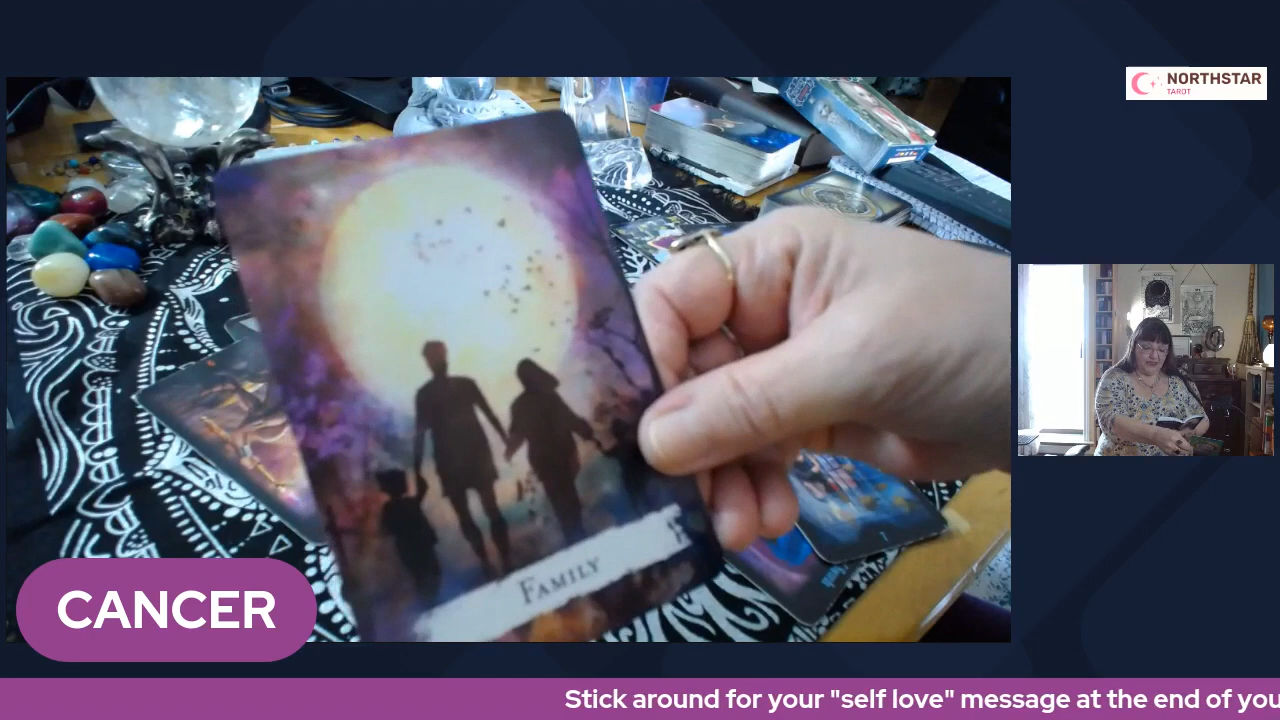 NORTHSTAR
TAROT
FAMILY
CANCER
Stick around for your "self love" message at the end of you